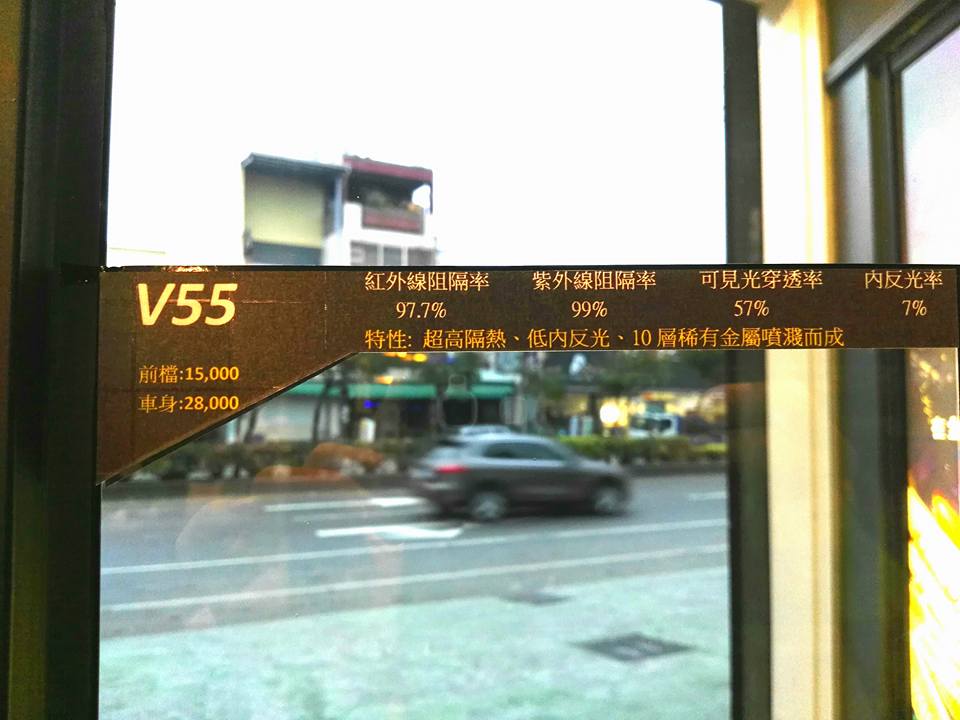 V55
紅外線阻隔率 紫外線阻隔率 可見光穿透率 內反光率
97.7% 99% 57% 7%
特性: 超高隔熱、低內反光、10 層稀有金屬噴濺而成
前檔:15,000
車身:28,000